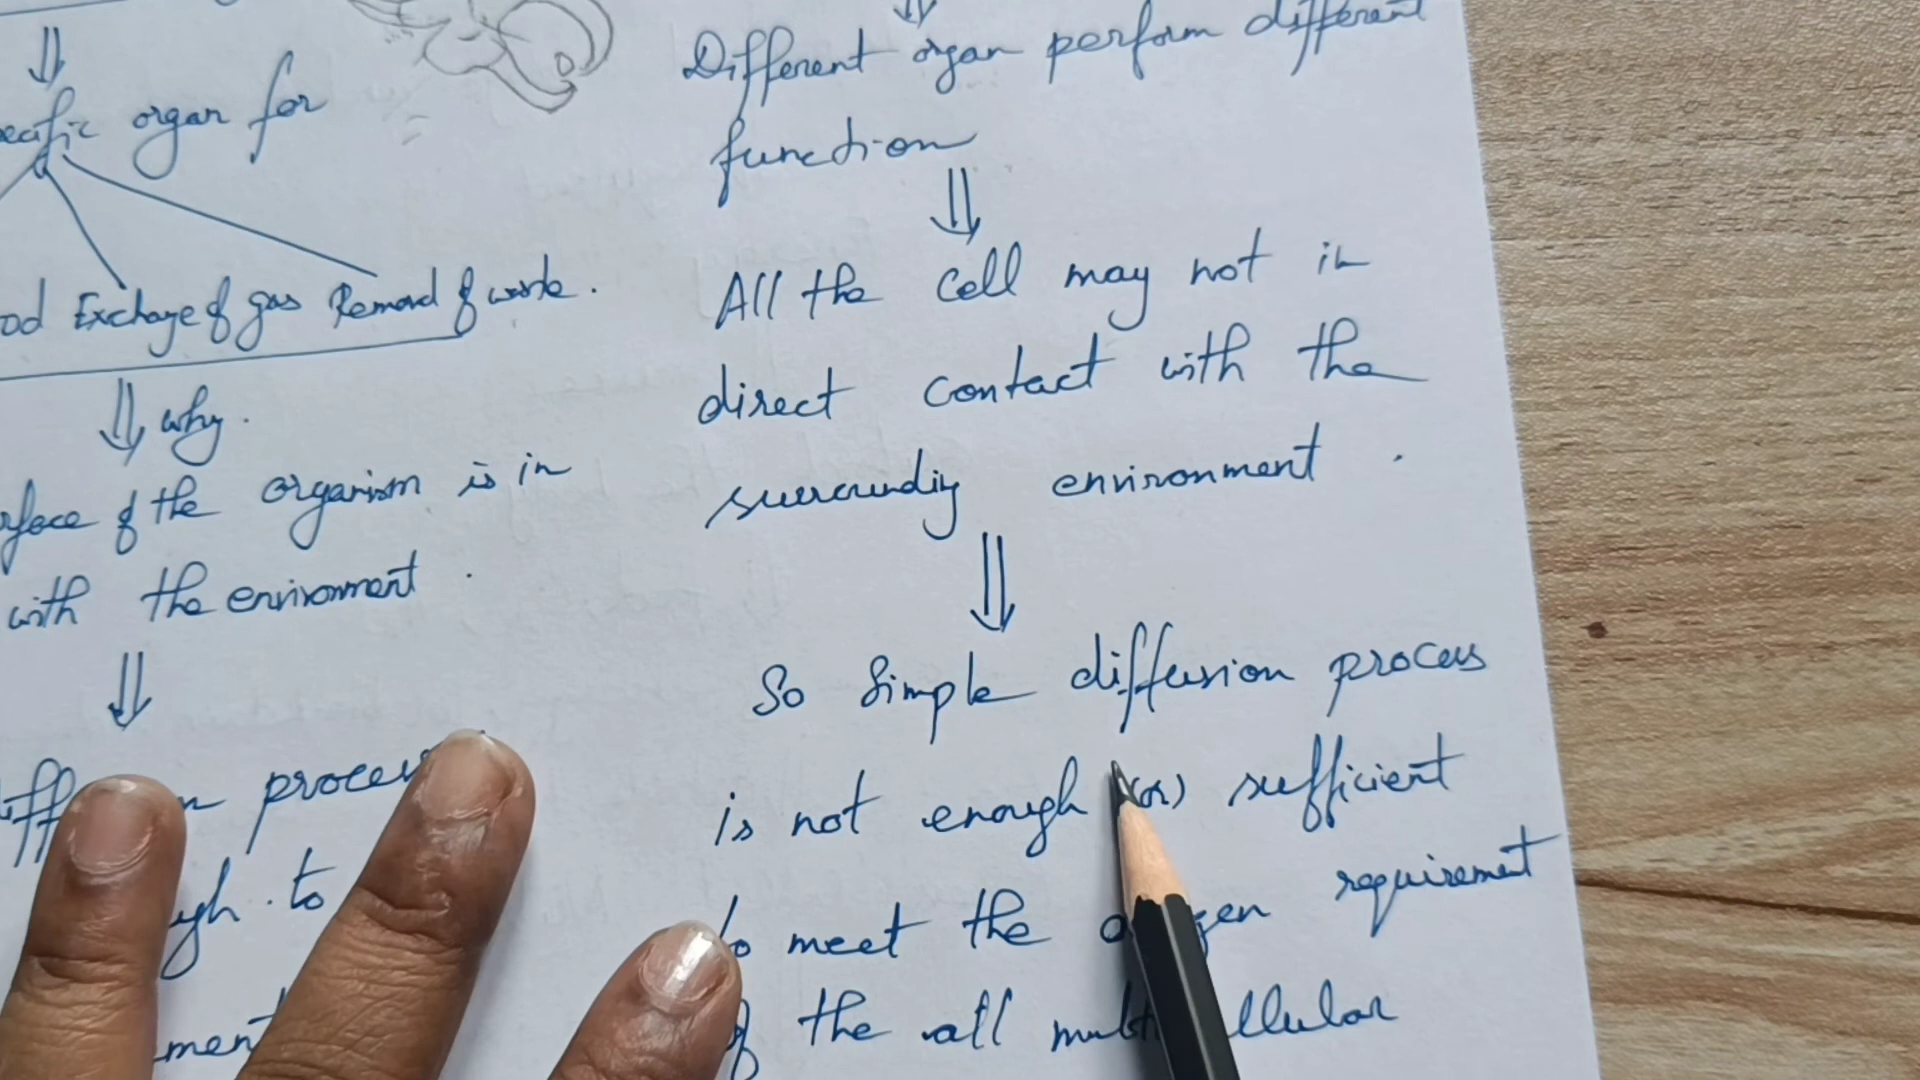 organ for
Exchange of gas Removal of waste.
why.
of the organism is in
with the environment.
process
to
Different organ perform different
function
All the cell may not in
direct contact with the
surrounding environment.
So simple diffusion process
is not enough (or) sufficient
to meet the requirement
of the all